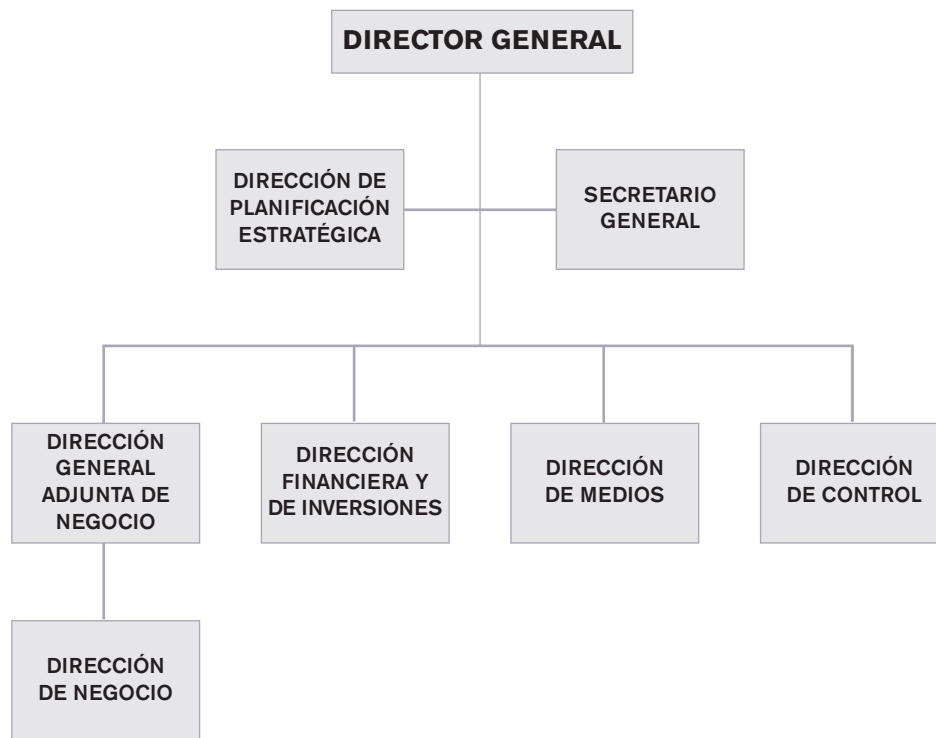 DIRECTOR GENERAL
DIRECCIÓN DE
PLANIFICACIÓN
ESTRATÉGICA
SECRETARIO
GENERAL
DIRECCIÓN
GENERAL
ADJUNTA DE
NEGOCIO
DIRECCIÓN
FINANCIERA Y
DE INVERSIONES
DIRECCIÓN
DE MEDIOS
DIRECCIÓN
DE CONTROL
DIRECCIÓN
DE NEGOCIO